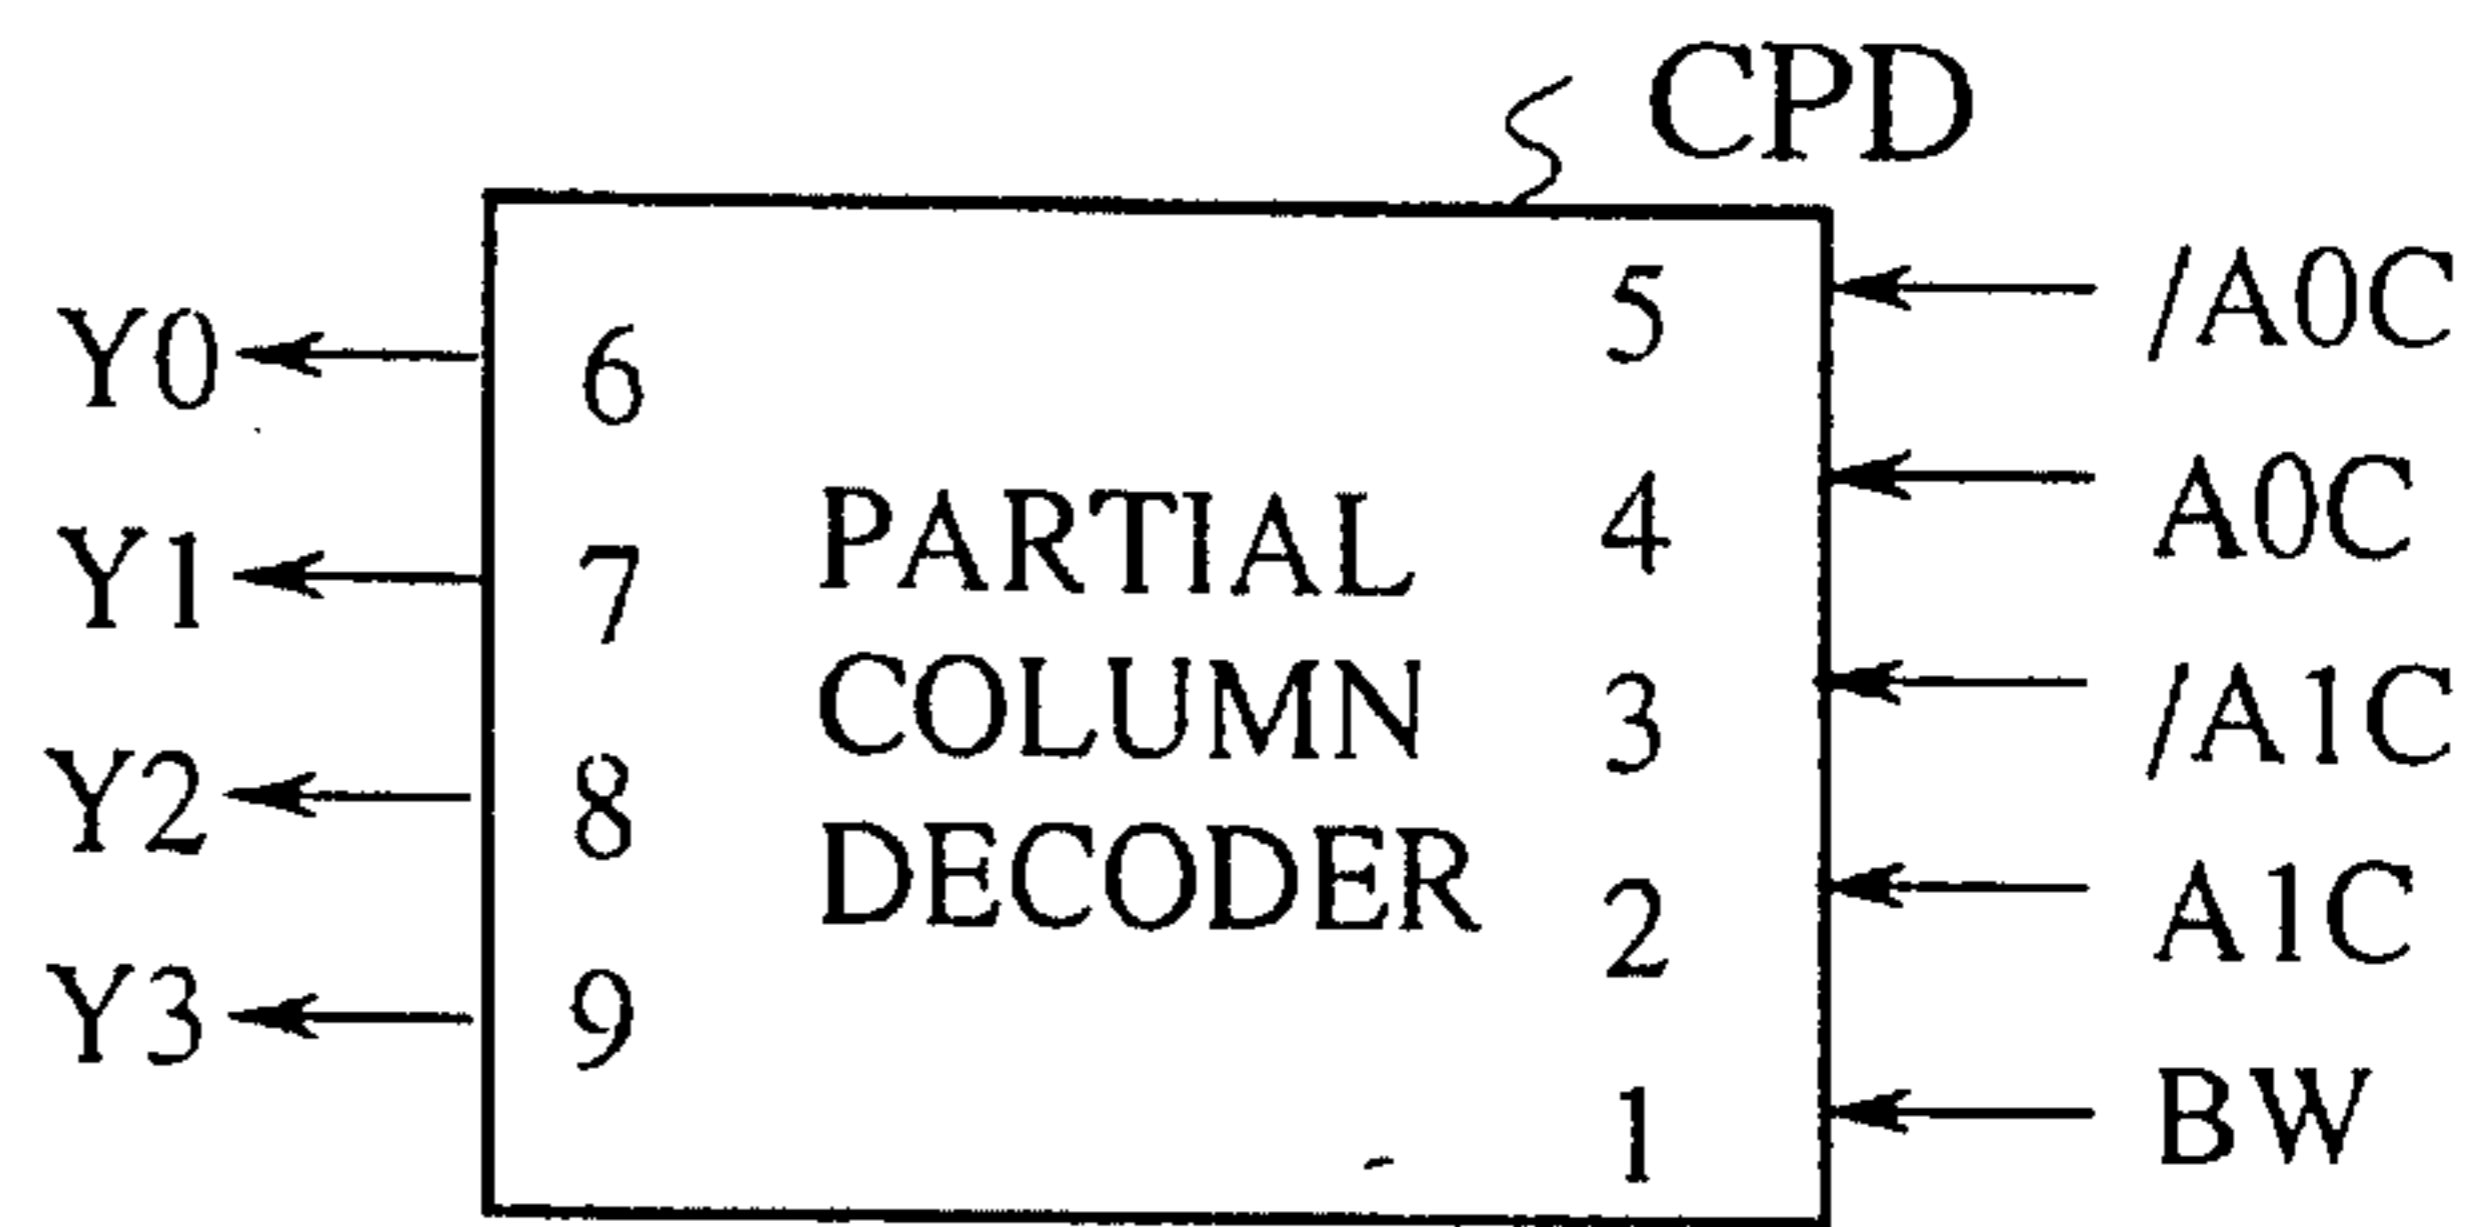 CPD
5 /A0C
Y0 6
4 A0C
PARTIAL
Y1 7
3 /A1C
COLUMN
Y2 8
2 A1C
DECODER
Y3 9
1 BW